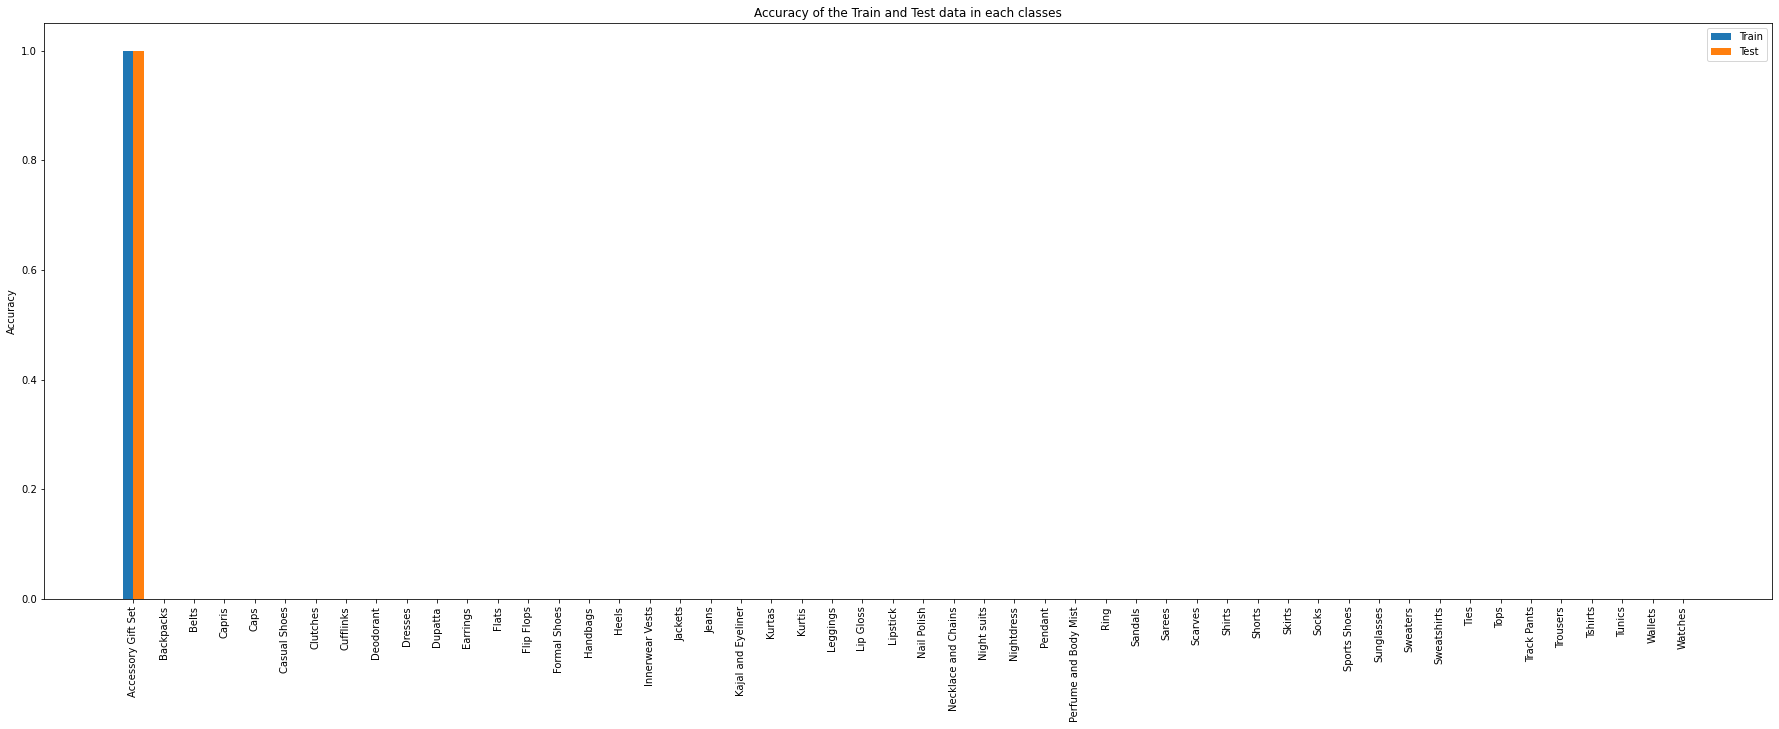 Accuracy of the Train and Test data in each classes
Train
Test
1.0
0.8
0.6
0.4
0.2
0.0
Accuracy
Accessory Gift Set
Backpacks
Belts
Capris
Caps
Casual Shoes
Clutches
Cufflinks
Deodorant
Dresses
Dupatta
Earrings
Flats
Flip Flops
Formal Shoes
Handbags
Heels
Innerwear Vests
Jackets
Jeans
Kajal and Eyeliner
Kurtas
Kurtis
Leggings
Lip Gloss
Lipstick
Nail Polish
Necklace and Chains
Night suits
Nightdress
Pendant
Perfume and Body Mist
Ring
Sandals
Sarees
Scarves
Shirts
Shorts
Skirts
Socks
Sports Shoes
Sunglasses
Sweaters
Sweatshirts
Ties
Tops
Track Pants
Trousers
Tshirts
Tunics
Wallets
Watches